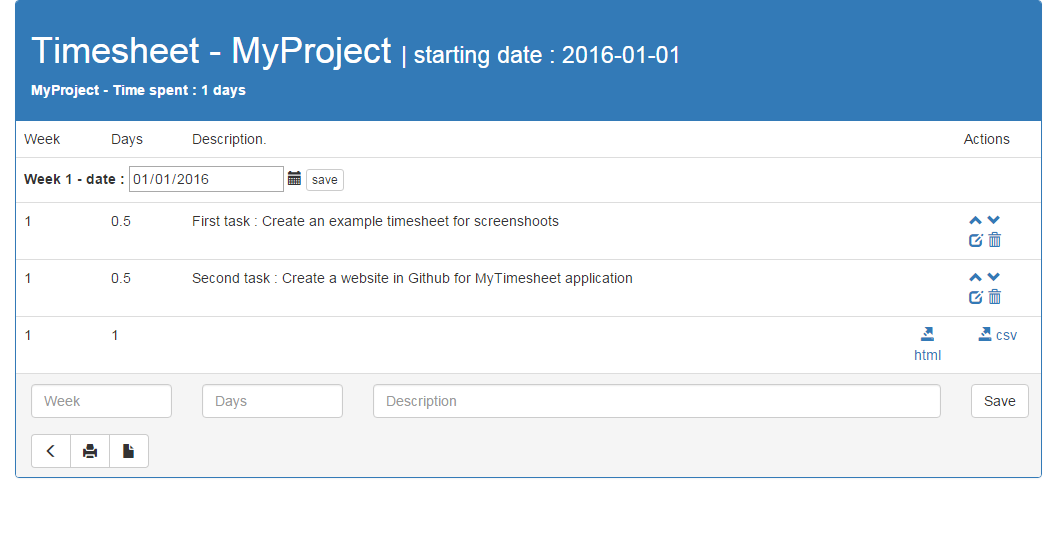 Timesheet - MyProject | starting date : 2016-01-01
MyProject - Time spent : 1 days
Week Days Description. Actions
Week 1 - date : 01/01/2016 save
1 0.5 First task : Create an example timesheet for screenshoots
1 0.5 Second task : Create a website in Github for MyTimesheet application
1 1 csv
html
Week Days Description Save